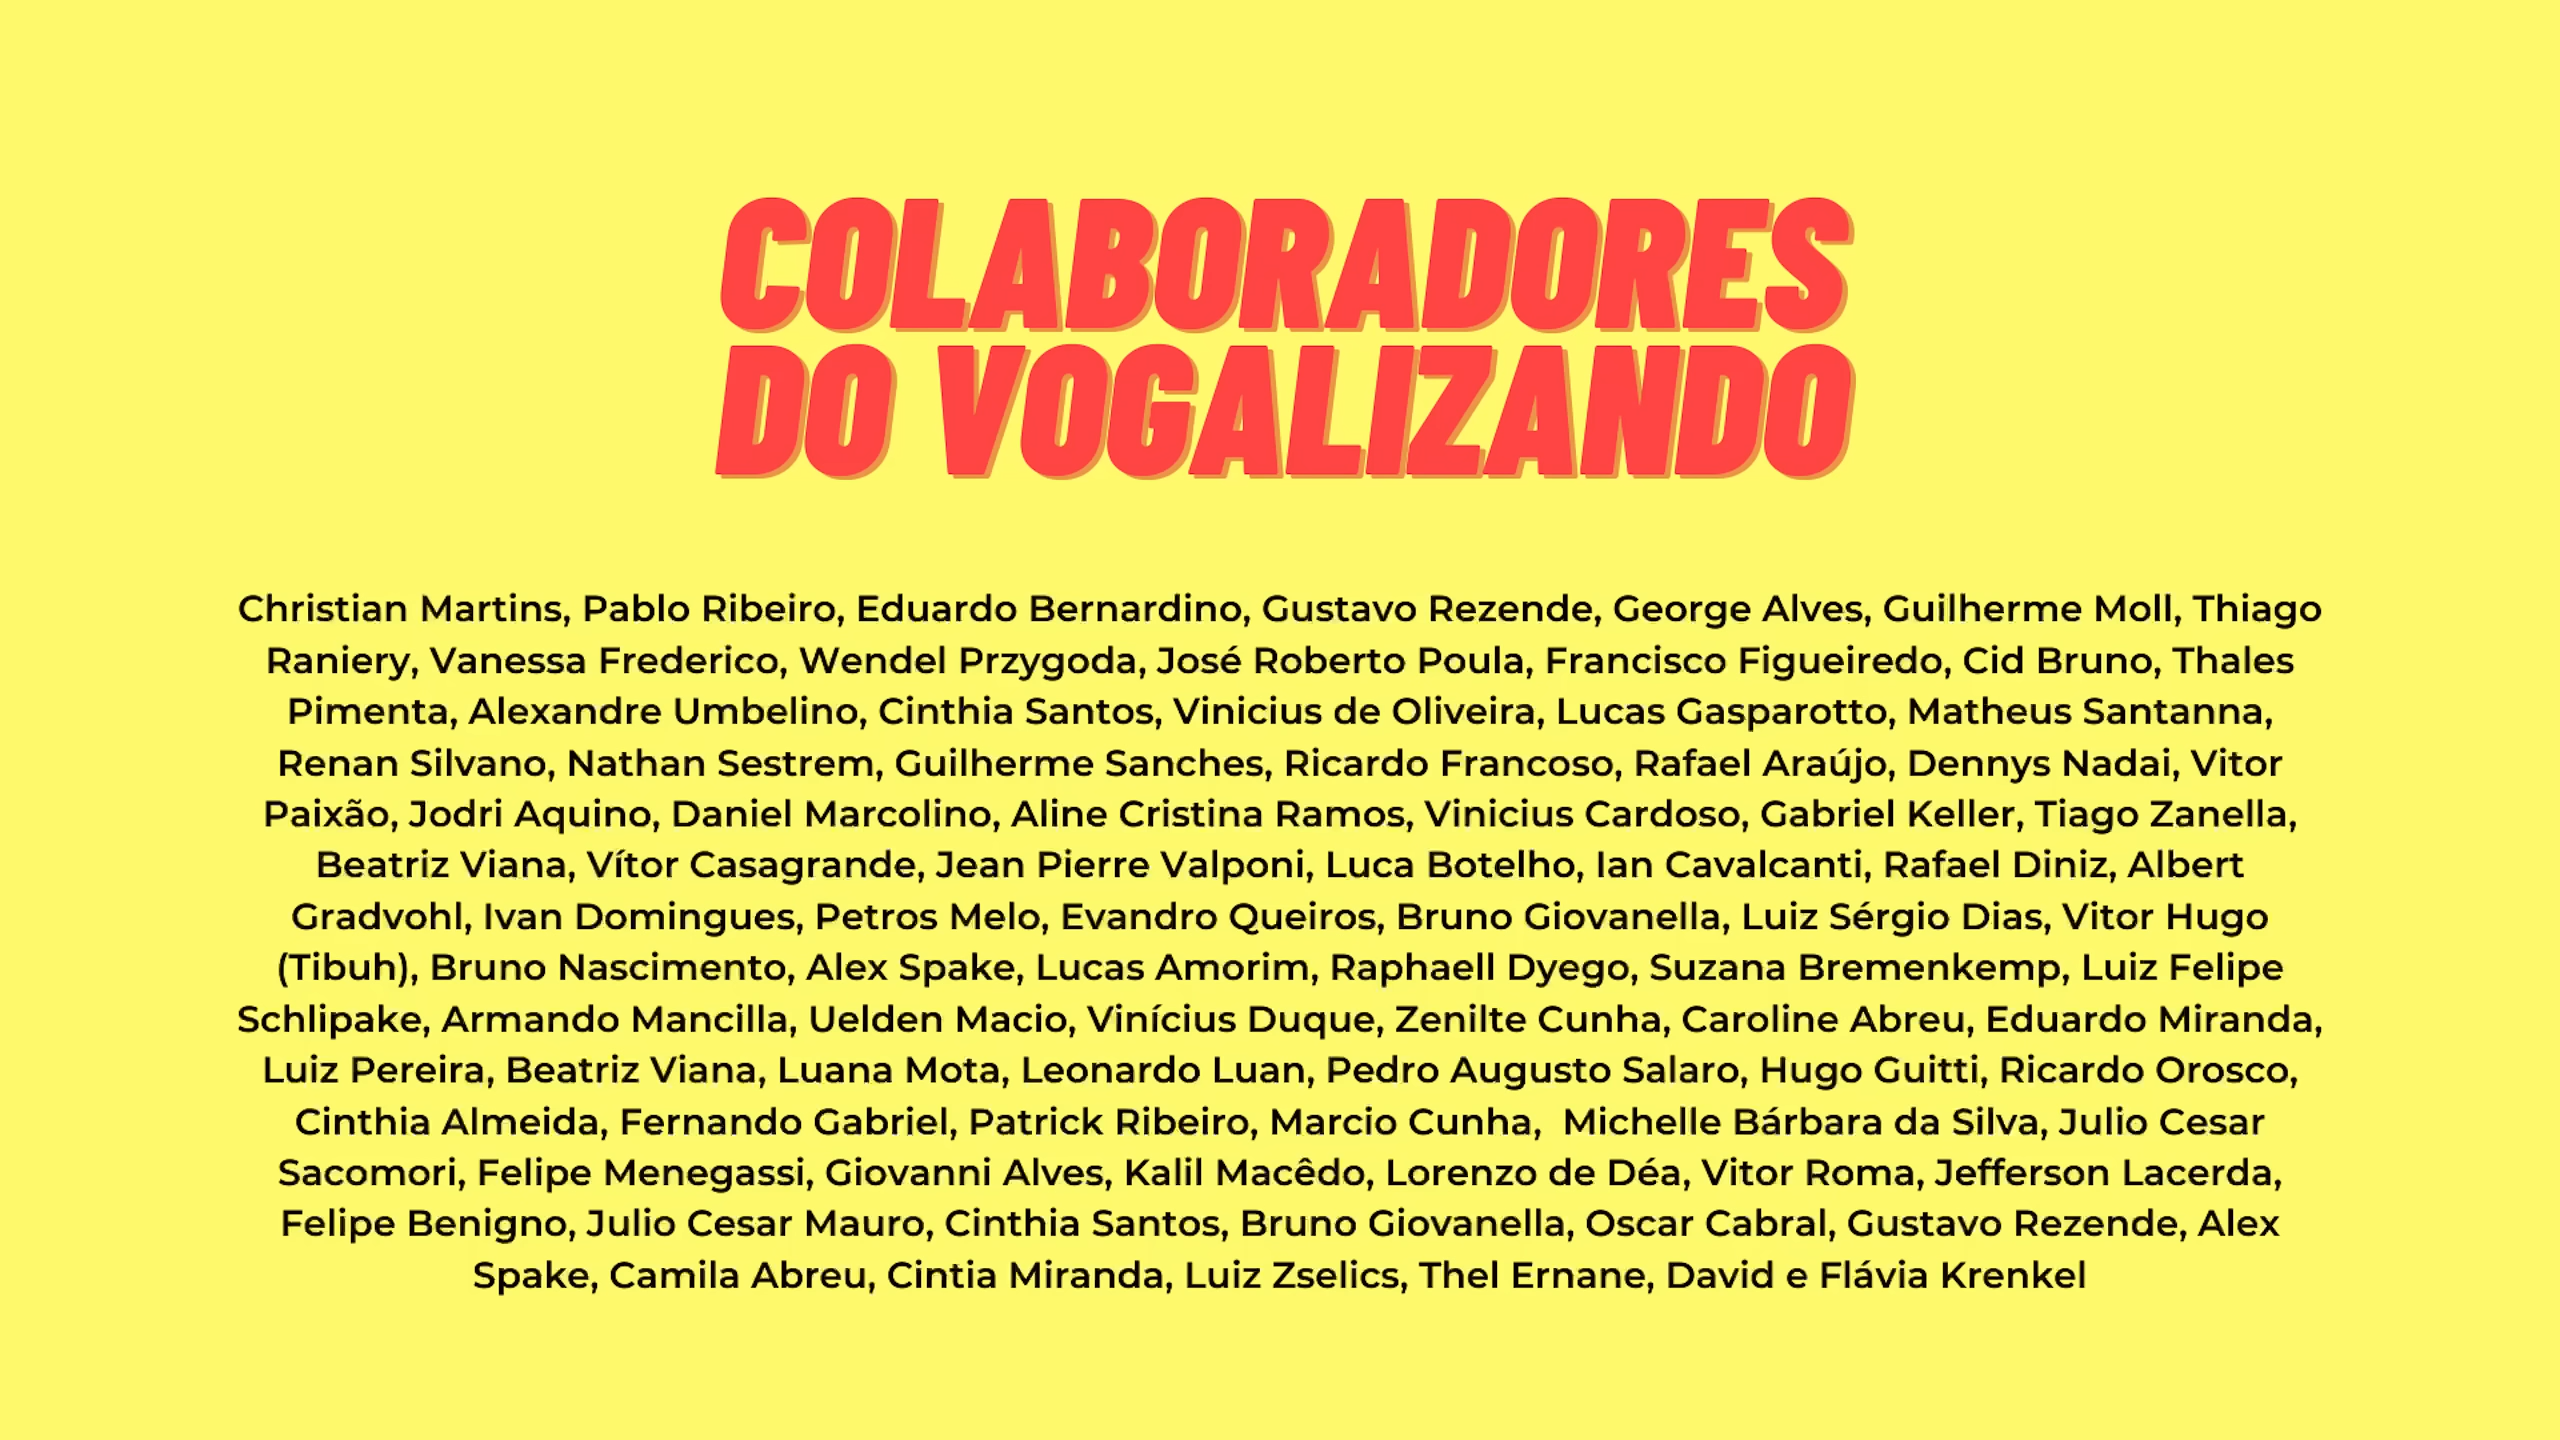 COLABORADORES
DO VOGALIZANDO
Christian Martins, Pablo Ribeiro, Eduardo Bernardino, Gustavo Rezende, George Alves, Guilherme Moll, Thiago
Raniery, Vanessa Frederico, Wendel Przygoda, José Roberto Poula, Francisco Figueiredo, Cid Bruno, Thales
Pimenta, Alexandre Umbelino, Cinthia Santos, Vinicius de Oliveira, Lucas Gasparotto, Matheus Santanna,
Renan Silvano, Nathan Sestrem, Guilherme Sanches, Ricardo Francoso, Rafael Araújo, Dennys Nadai, Vitor
Paixão, Jodri Aquino, Daniel Marcolino, Aline Cristina Ramos, Vinicius Cardoso, Gabriel Keller, Tiago Zanella,
Beatriz Viana, Vítor Casagrande, Jean Pierre Valponi, Luca Botelho, Ian Cavalcanti, Rafael Diniz, Albert
Gradvohl, Ivan Domingues, Petros Melo, Evandro Queiros, Bruno Giovanella, Luiz Sérgio Dias, Vitor Hugo
(Tibuh), Bruno Nascimento, Alex Spake, Lucas Amorim, Raphaell Dyego, Suzana Bremenkemp, Luiz Felipe
Schlipake, Armando Mancilla, Uelden Macio, Vinícius Duque, Zenilte Cunha, Caroline Abreu, Eduardo Miranda,
Luiz Pereira, Beatriz Viana, Luana Mota, Leonardo Luan, Pedro Augusto Salaro, Hugo Guitti, Ricardo Orosco,
Cinthia Almeida, Fernando Gabriel, Patrick Ribeiro, Marcio Cunha,  Michelle Bárbara da Silva, Julio Cesar
Sacomori, Felipe Menegassi, Giovanni Alves, Kalil Macêdo, Lorenzo de Déa, Vitor Roma, Jefferson Lacerda,
Felipe Benigno, Julio Cesar Mauro, Cinthia Santos, Bruno Giovanella, Oscar Cabral, Gustavo Rezende, Alex
Spake, Camila Abreu, Cintia Miranda, Luiz Zselics, Thel Ernane, David e Flávia Krenkel